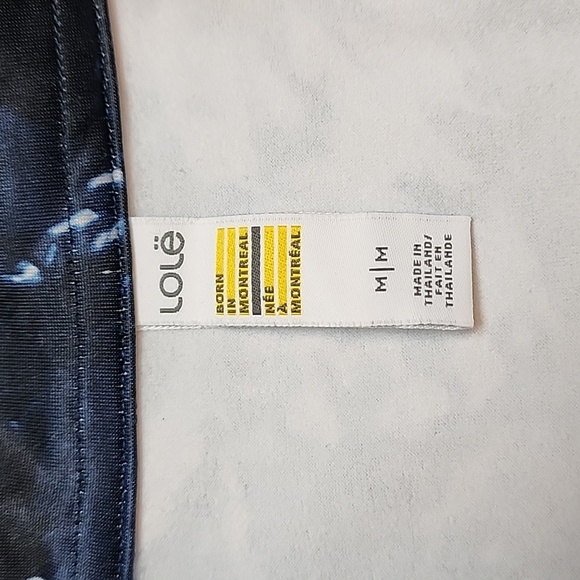 LOLË
BORN
IN
MONTREAL
NÉE
À
MONTRÉAL
M|M
MADE IN
THAILAND/
FAIT EN
THAÏLANDE